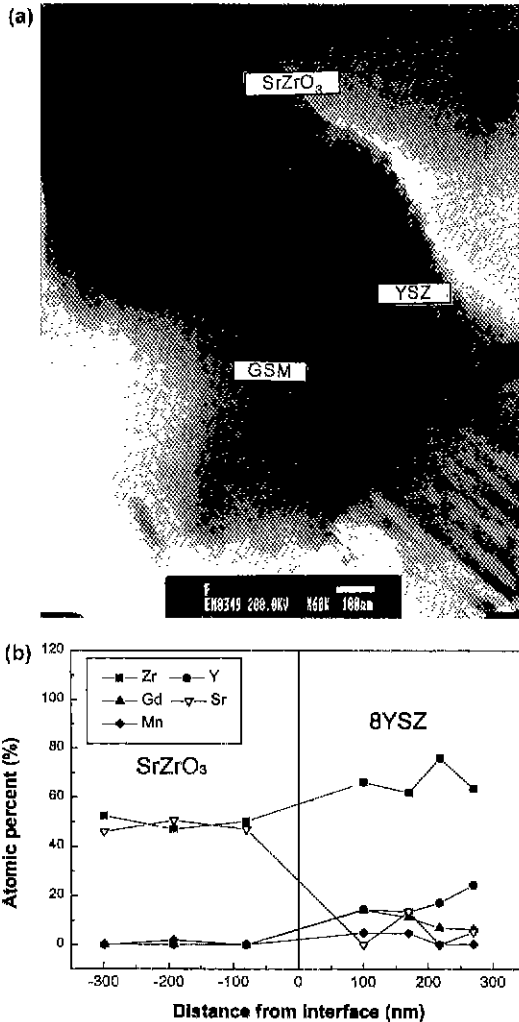 (a)
SrZrO₃
YSZ
GSM
F
EM0349 200.0KV X60K 100nm
(b)
120
100
80
60
40
20
0
Zr Y
Gd Sr
Mn
SrZrO₃
8YSZ
Atomic percent (%)
-300 -200 -100 0 100 200 300
Distance from interface (nm)